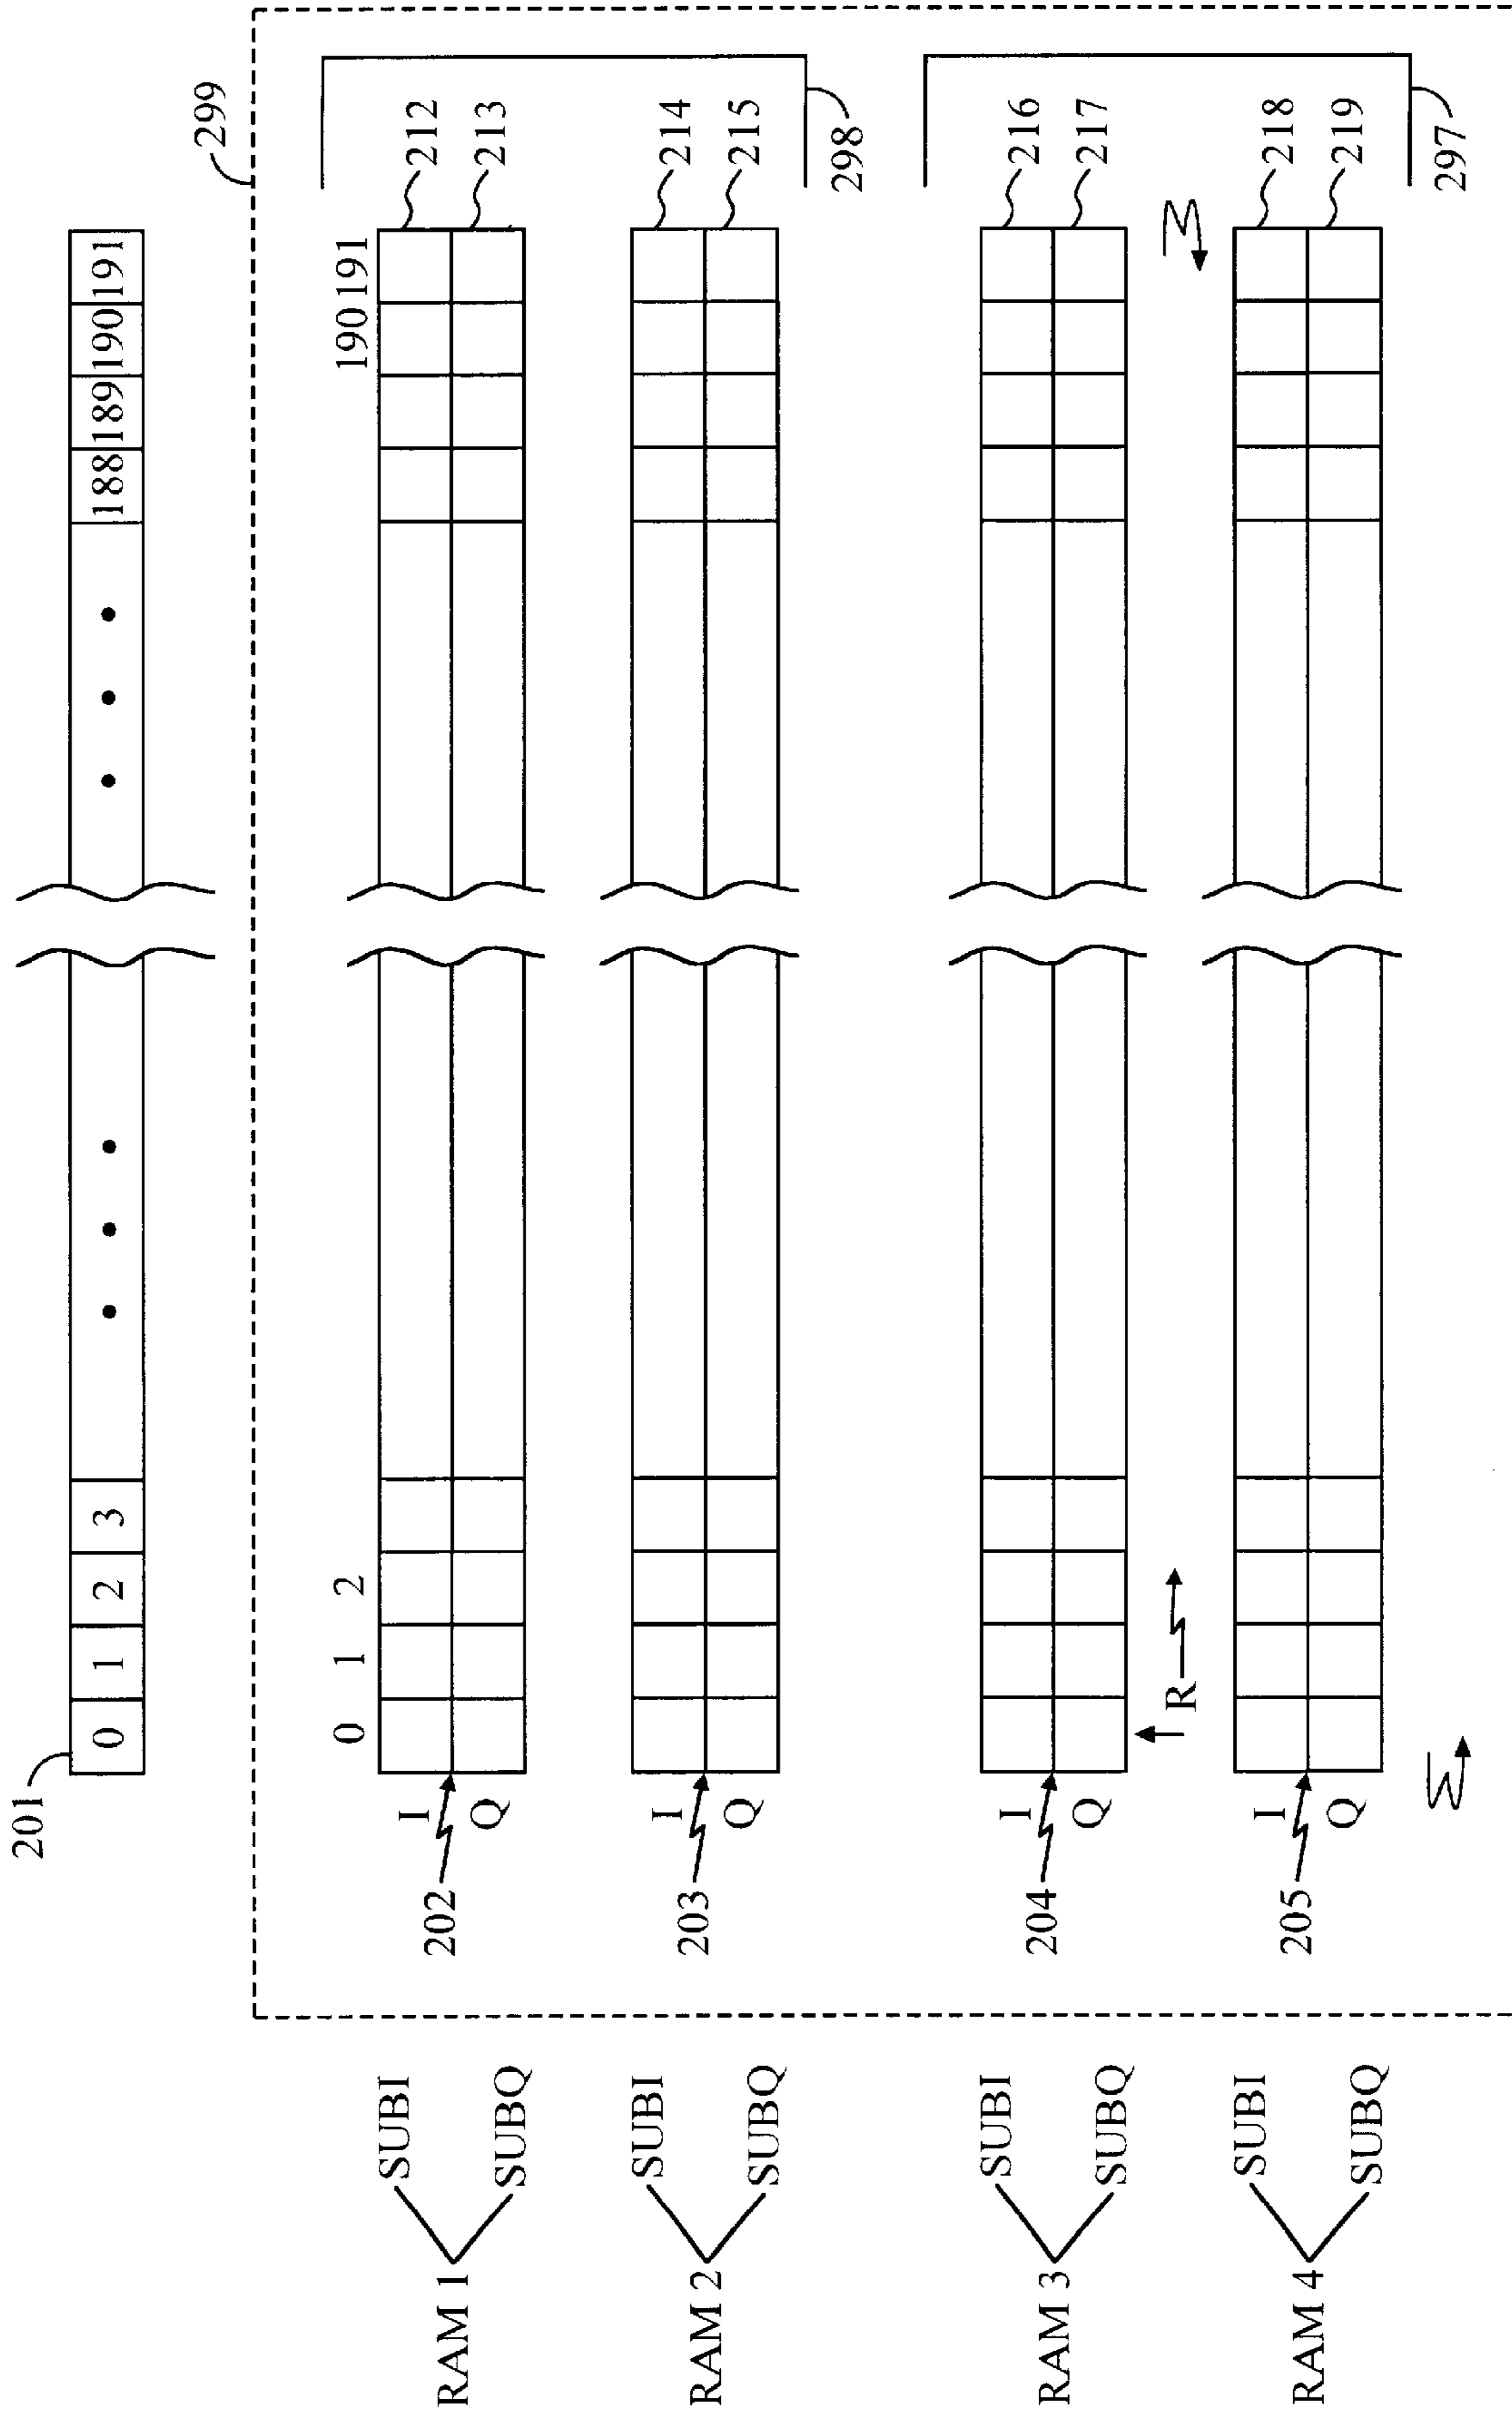 201
0 1 2 3 188 189 190 191
299
0 1 2 190 191
RAM 1 SUBI SUBQ 202 I Q 212 213
RAM 2 SUBI SUBQ 203 I Q 214 215
298
RAM 3 SUBI SUBQ 204 I Q 216 217
R
RAM 4 SUBI SUBQ 205 I Q 218 219
297